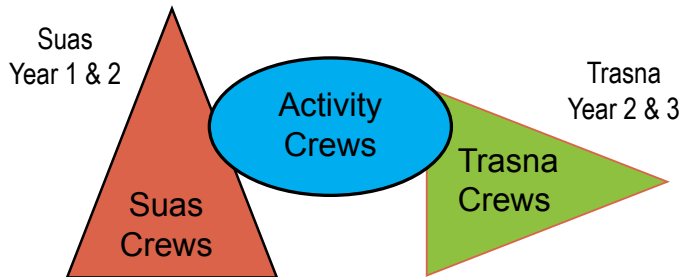 Suas
Year 1 & 2
Activity
Crews
Trasna
Year 2 & 3
Suas
Crews
Trasna
Crews